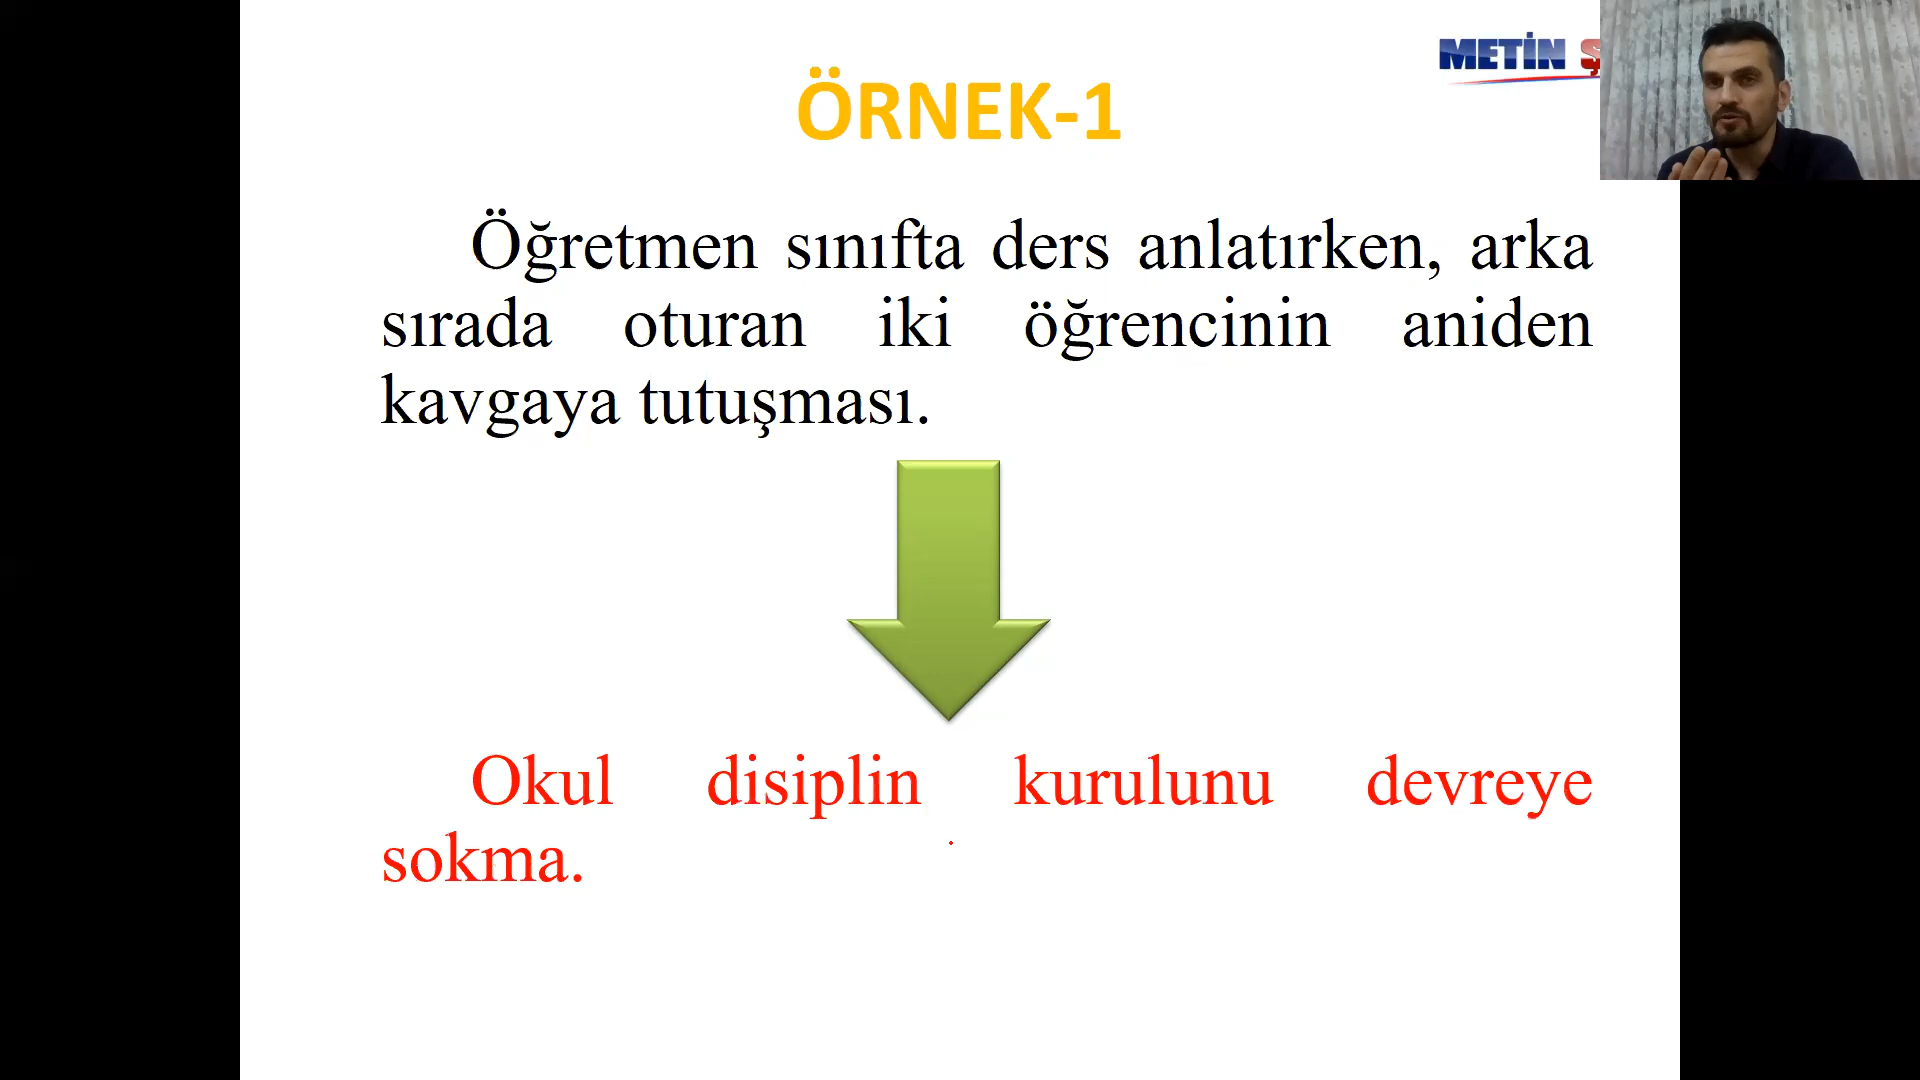 METİN Ş
ÖRNEK-1
Öğretmen sınıfta ders anlatırken, arka
sırada oturan iki öğrencinin aniden
kavgaya tutuşması.
Okul disiplin kurulunu devreye
sokma.